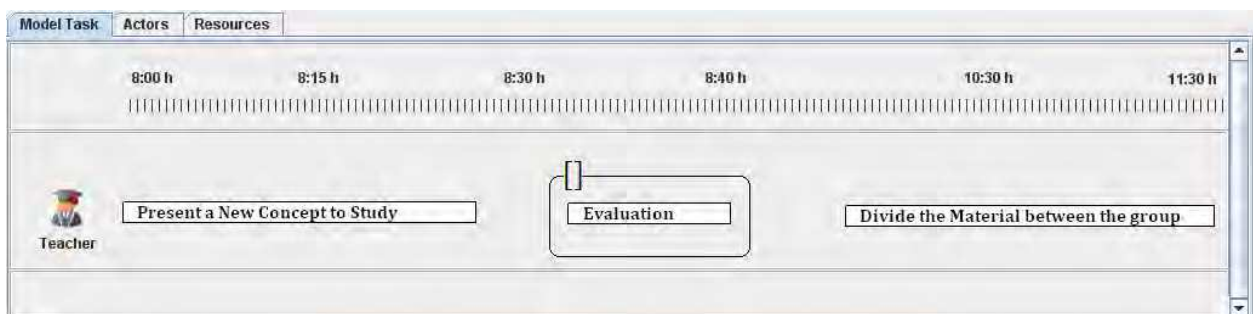 Model Task Actors Resources
8:00 h 8:15 h 8:30 h 8:40 h 10:30 h 11:30 h
[]
Present a New Concept to Study Evaluation Divide the Material between the group
Teacher